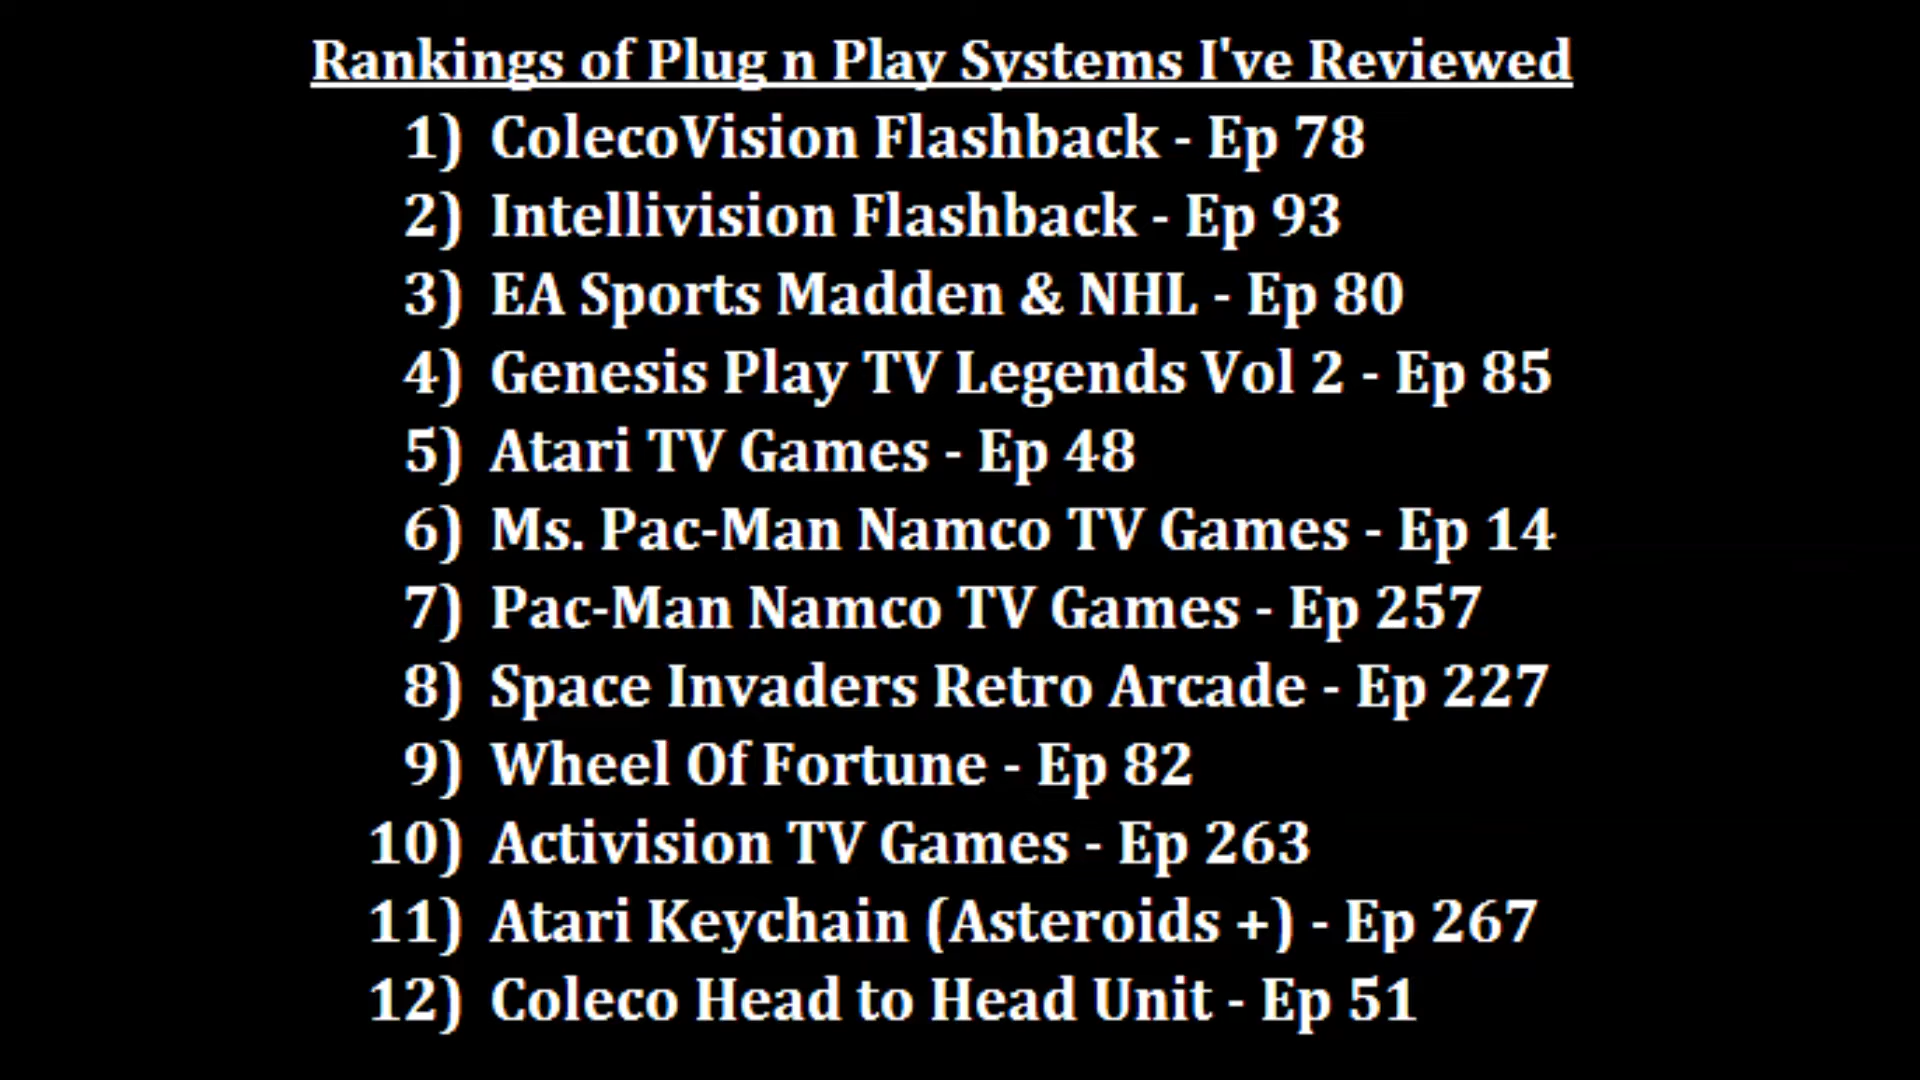 Rankings of Plug n Play Systems I've Reviewed
1) ColecoVision Flashback - Ep 78
2) Intellivision Flashback - Ep 93
3) EA Sports Madden & NHL - Ep 80
4) Genesis Play TV Legends Vol 2 - Ep 85
5) Atari TV Games - Ep 48
6) Ms. Pac-Man Namco TV Games - Ep 14
7) Pac-Man Namco TV Games - Ep 257
8) Space Invaders Retro Arcade - Ep 227
9) Wheel Of Fortune - Ep 82
10) Activision TV Games - Ep 263
11) Atari Keychain (Asteroids +) - Ep 267
12) Coleco Head to Head Unit - Ep 51